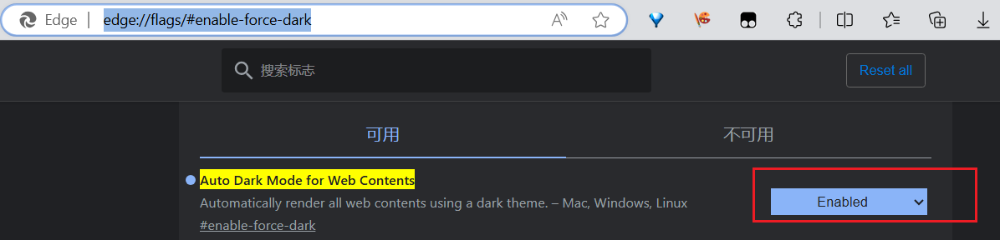 Edge edge://flags/#enable-force-dark
搜索标志
Reset all
可用
不可用
Auto Dark Mode for Web Contents
Automatically render all web contents using a dark theme. – Mac, Windows, Linux
Enabled
#enable-force-dark